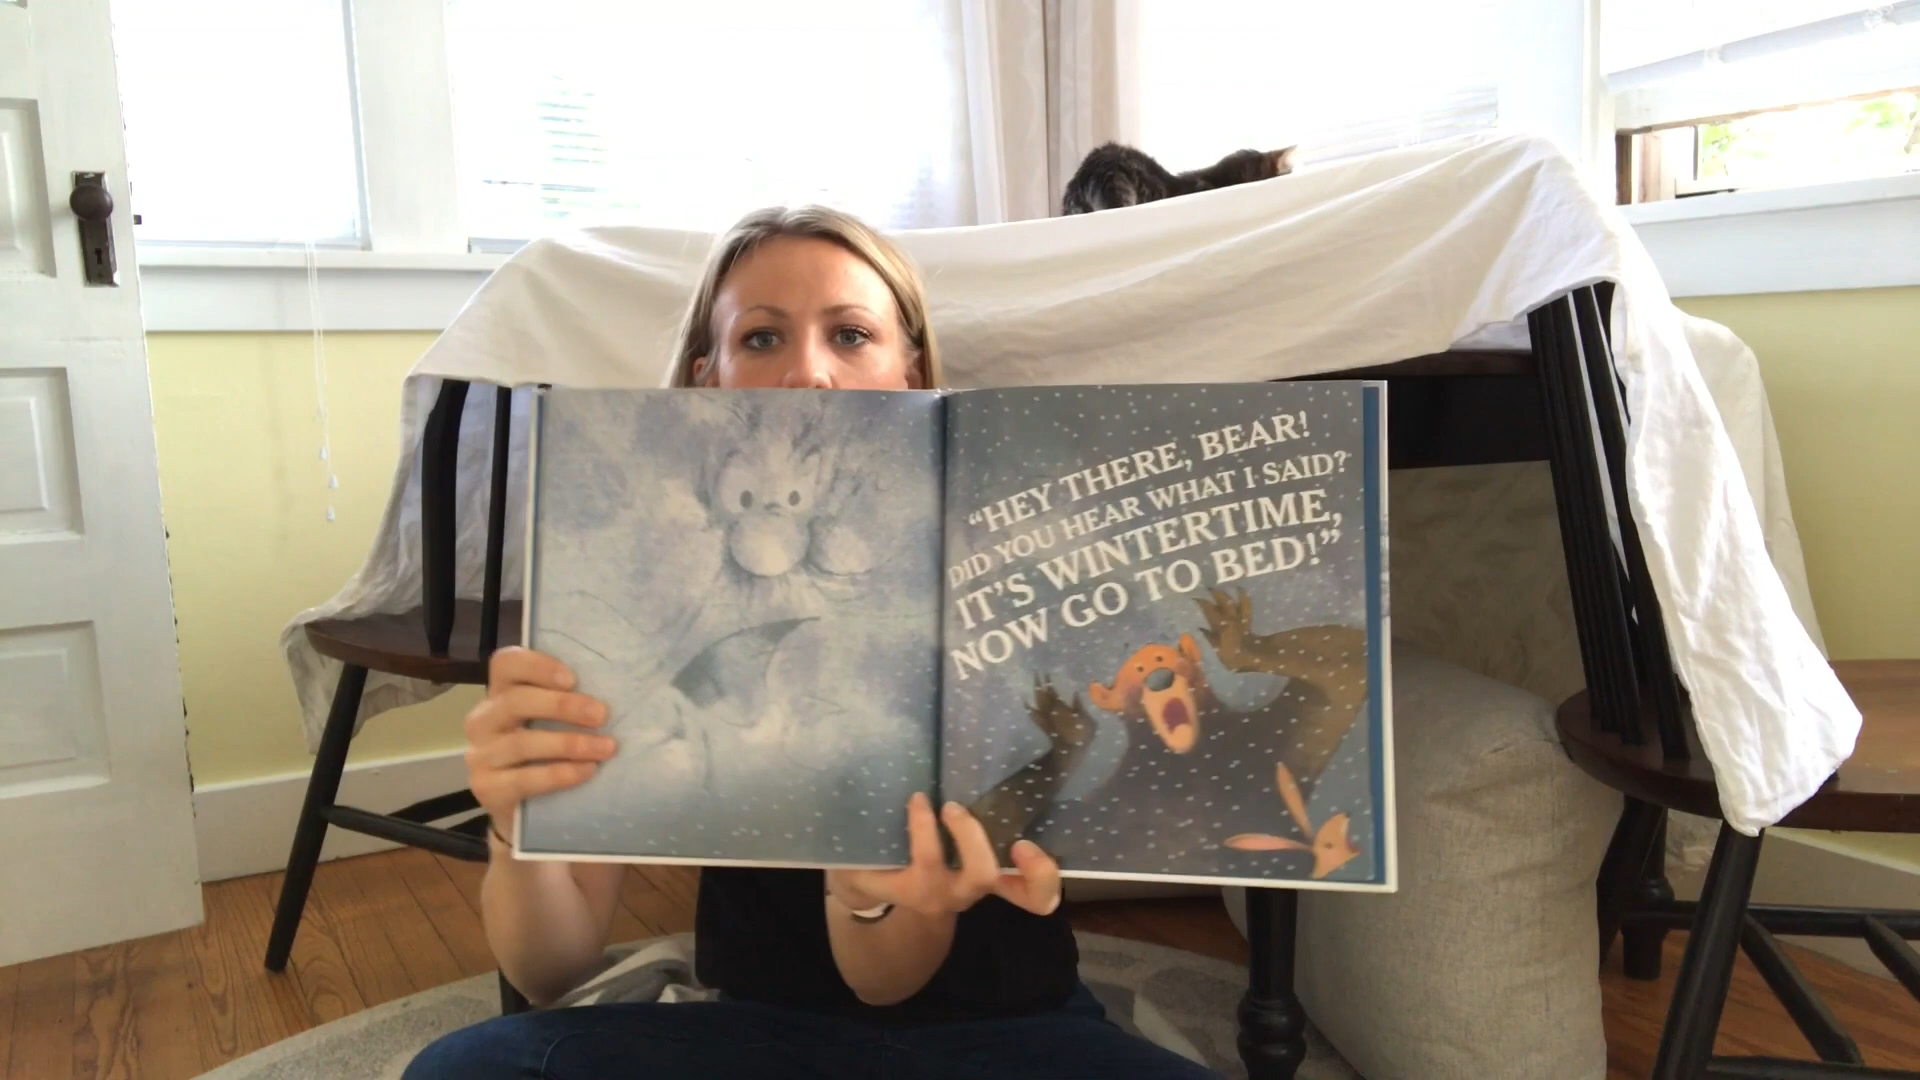 “HEY THERE, BEAR!
DID YOU HEAR WHAT I SAID?
IT’S WINTERTIME,
NOW GO TO BED!”